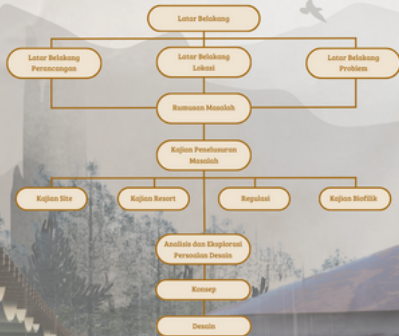 Latar Belakang
Latar Belakang
Perancangan
Latar Belakang
Lokasi
Latar Belakang
Problem
Rumusan Masalah
Kajian Penelusuran
Masalah
Kajian Site
Kajian Resort
Regulasi
Kajian Biofilik
Analisis dan Eksplorasi
Persoalan Desain
Konsep
Desain